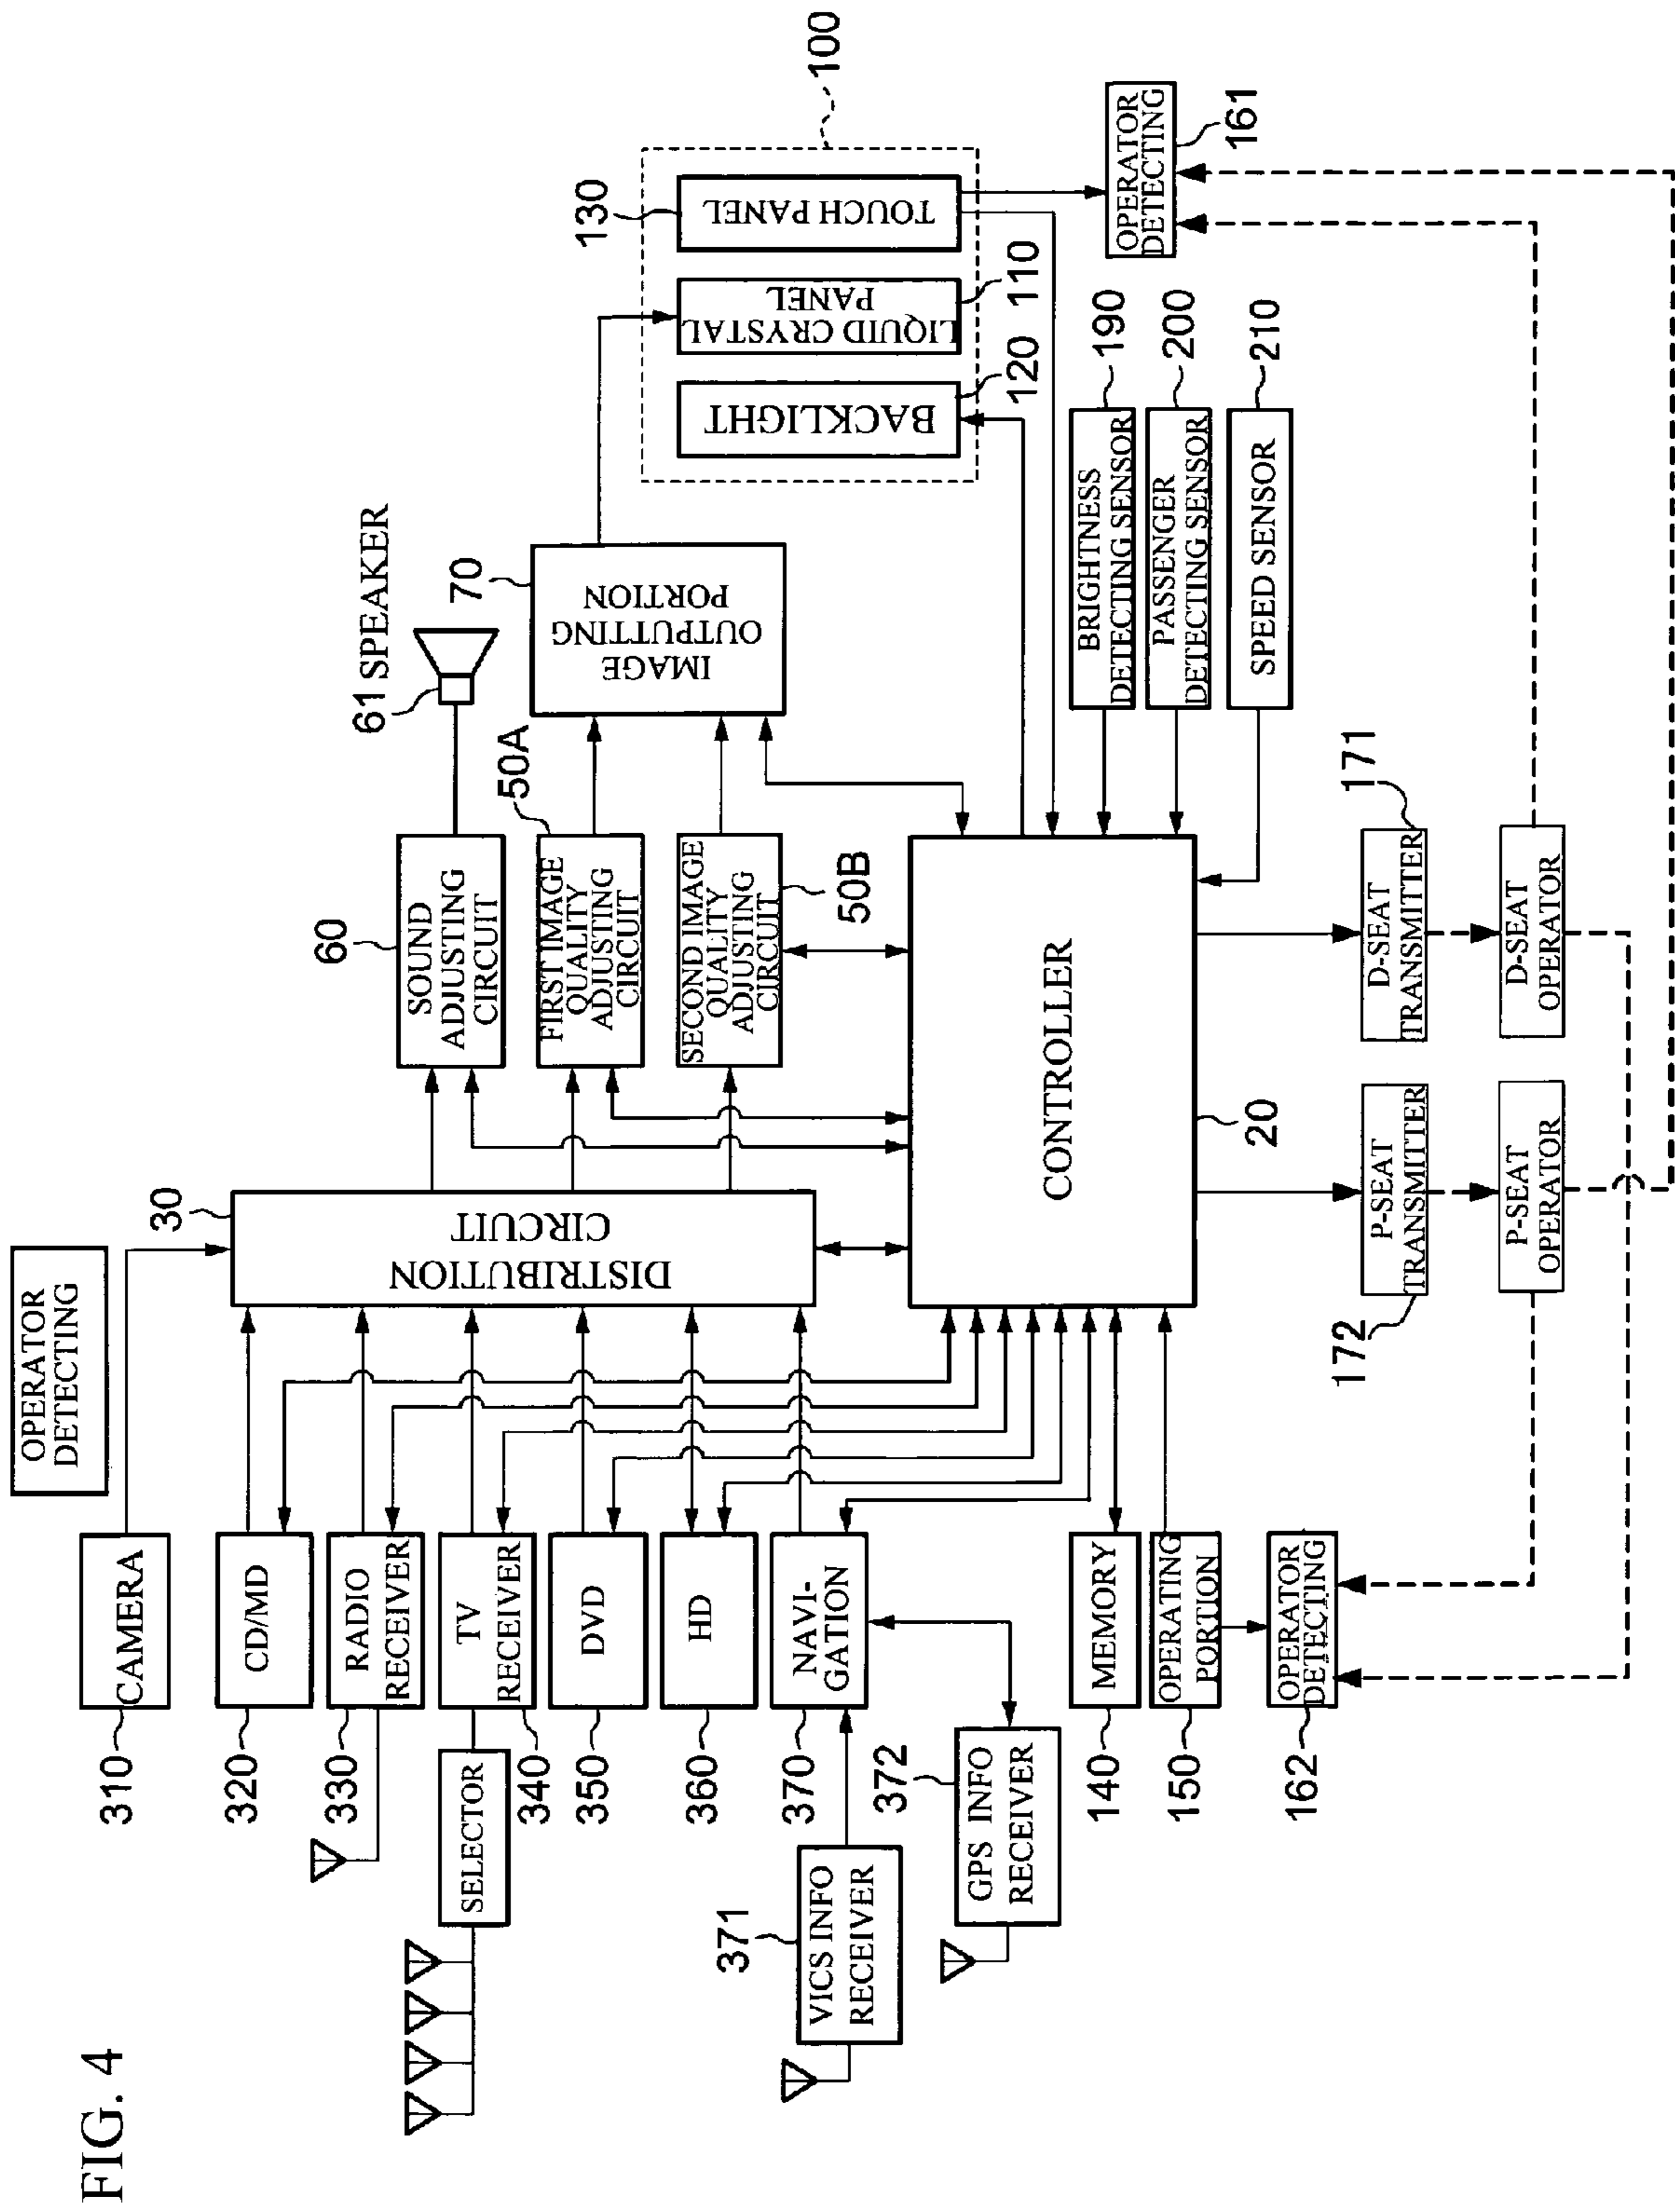 FIG. 4
OPERATOR
DETECTING
310
CAMERA
320
CD/MD
330
RADIO
RECEIVER
340
TV
RECEIVER
SELECTOR
350
DVD
360
HD
370
NAVI-
GATION
371
VICS INFO
RECEIVER
372
GPS INFO
RECEIVER
140
MEMORY
150
OPERATING
PORTION
162
OPERATOR
DETECTING
30
DISTRIBUTION
CIRCUIT
60
SOUND
ADJUSTING
CIRCUIT
61 SPEAKER
50A
FIRST IMAGE
QUALITY
ADJUSTING
CIRCUIT
50B
SECOND IMAGE
QUALITY
ADJUSTING
CIRCUIT
70
IMAGE
OUTPUTTING
PORTION
CONTROLLER
20
100
130
TOUCH PANEL
110
LIQUID CRYSTAL
PANEL
120
BACKLIGHT
OPERATOR
DETECTING
161
BRIGHTNESS
DETECTING SENSOR
190
PASSENGER
DETECTING SENSOR
200
SPEED SENSOR
210
172
P-SEAT
TRANSMITTER
P-SEAT
OPERATOR
171
D-SEAT
TRANSMITTER
D-SEAT
OPERATOR